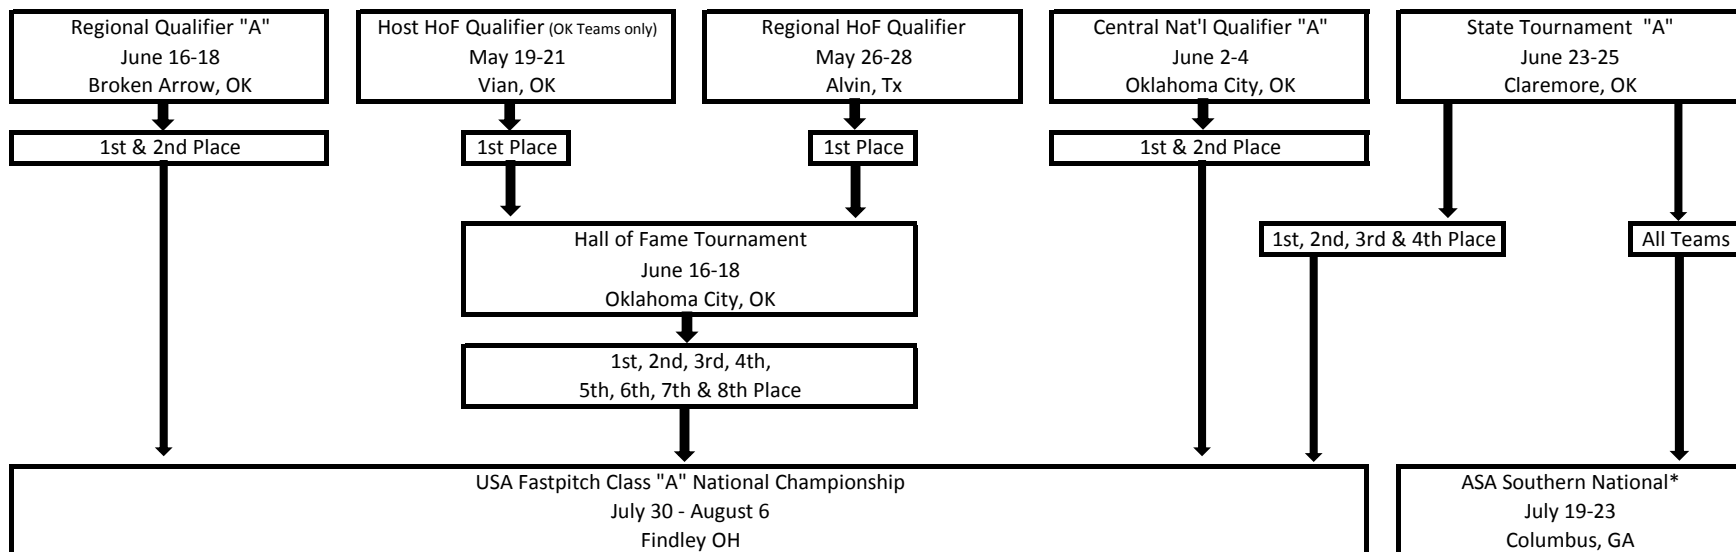 Regional Qualifier "A"
June 16-18
Broken Arrow, OK
Host HoF Qualifier (OK Teams only)
May 19-21
Vian, OK
Regional HoF Qualifier
May 26-28
Alvin, Tx
Central Nat'l Qualifier "A"
June 2-4
Oklahoma City, OK
State Tournament "A"
June 23-25
Claremore, OK
1st & 2nd Place
1st Place
1st Place
1st & 2nd Place
Hall of Fame Tournament
June 16-18
Oklahoma City, OK
1st, 2nd, 3rd & 4th Place
All Teams
1st, 2nd, 3rd, 4th,
5th, 6th, 7th & 8th Place
USA Fastpitch Class "A" National Championship
July 30 - August 6
Findley OH
ASA Southern National*
July 19-23
Columbus, GA